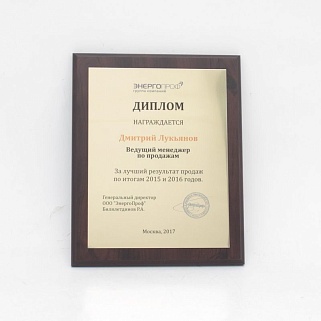 ЭНЕРГОПРОФ
ГРУППА КОМПАНИЙ
ДИПЛОМ
НАГРАЖДАЕТСЯ
Дмитрий Лукьянов
Ведущий менеджер
по продажам
За лучший результат продаж
по итогам 2015 и 2016 годов.
Генеральный директор
ООО "ЭнергоПроф"
Билялетдинов Р.А.
Москва, 2017